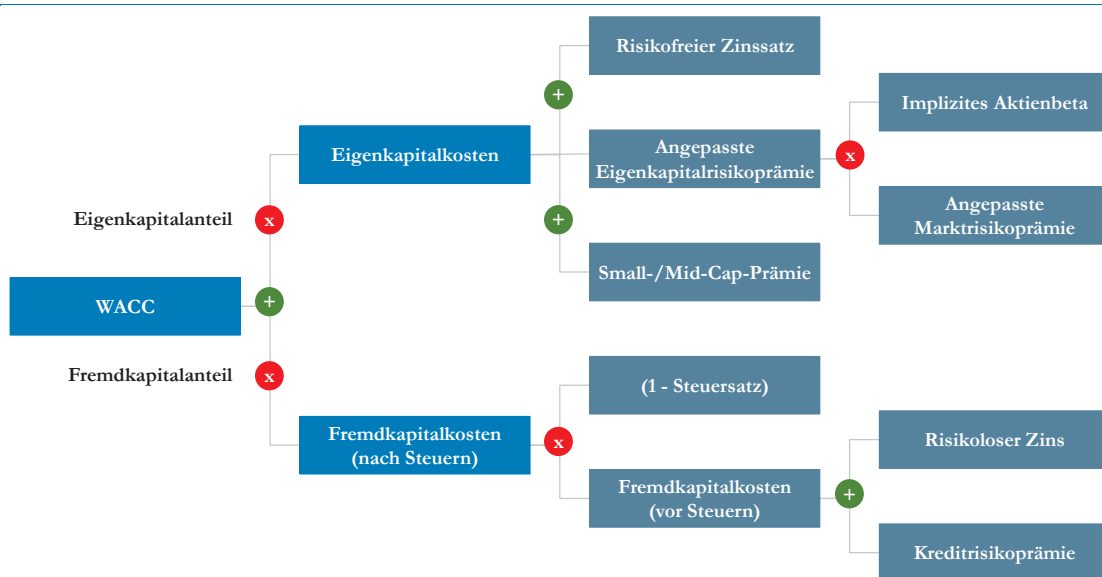 Risikofreier Zinssatz
+
Implizites Aktienbeta
Eigenkapitalkosten
Angepasste
Eigenkapitalrisikoprämie
x
Eigenkapitalanteil
x
+
Angepasste
Marktrisikoprämie
Small-/Mid-Cap-Prämie
WACC
+
Fremdkapitalanteil
x
(1 - Steuersatz)
Fremdkapitalkosten
(nach Steuern)
x
Risikoloser Zins
Fremdkapitalkosten
(vor Steuern)
+
Kreditrisikoprämie